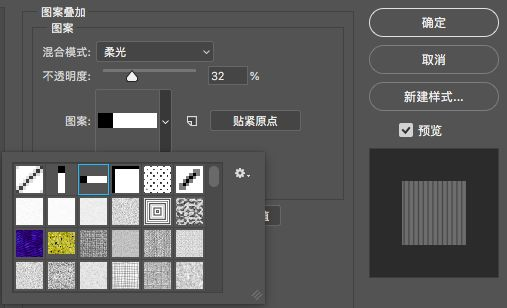 图案叠加
图案
混合模式: 柔光
不透明度: 32 %
图案: 贴紧原点
值
确定
取消
新建样式...
预览